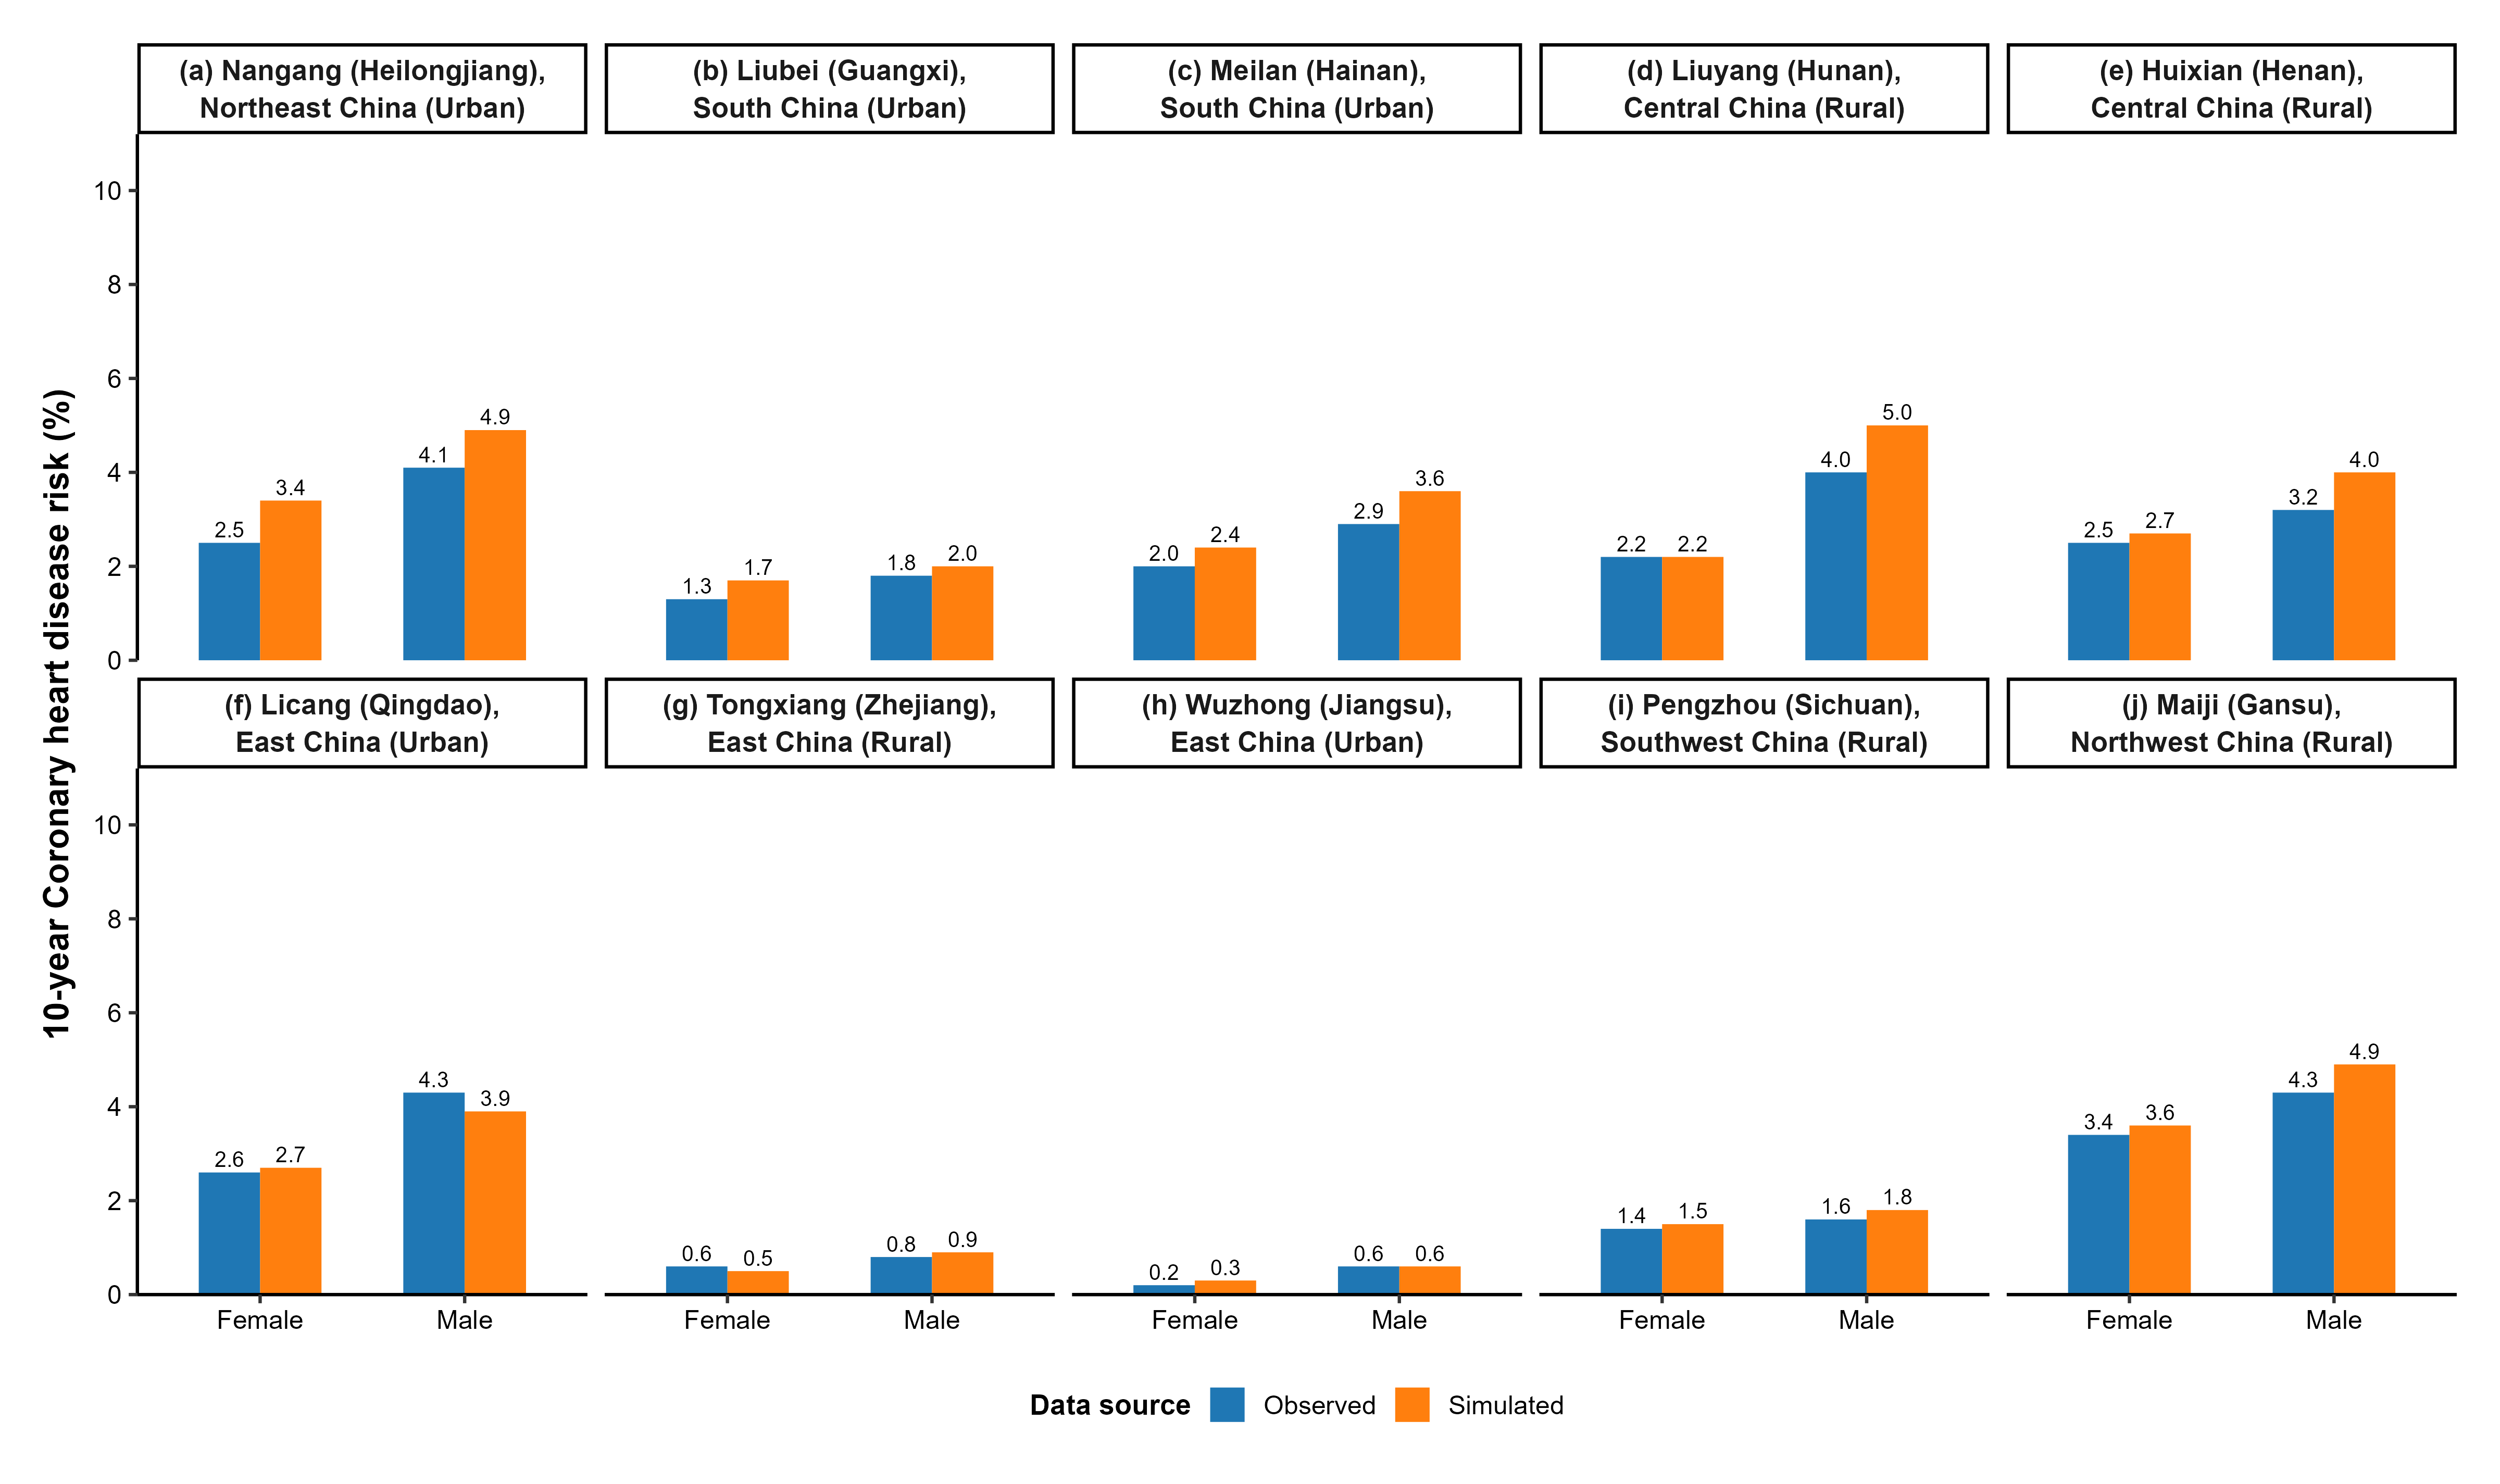 (a) Nangang (Heilongjiang),
Northeast China (Urban)
(b) Liubei (Guangxi),
South China (Urban)
(c) Meilan (Hainan),
South China (Urban)
(d) Liuyang (Hunan),
Central China (Rural)
(e) Huixian (Henan),
Central China (Rural)
10-year Coronary heart disease risk (%)
10
8
6
4
2
0
2.5
3.4
4.1
4.9
1.3
1.7
1.8
2.0
2.0
2.4
2.9
3.6
2.2
2.2
4.0
5.0
2.5
2.7
3.2
4.0
(f) Licang (Qingdao),
East China (Urban)
(g) Tongxiang (Zhejiang),
East China (Rural)
(h) Wuzhong (Jiangsu),
East China (Urban)
(i) Pengzhou (Sichuan),
Southwest China (Rural)
(j) Maiji (Gansu),
Northwest China (Rural)
10
8
6
4
2
0
2.6
2.7
4.3
3.9
0.6
0.5
0.8
0.9
0.2
0.3
0.6
0.6
1.4
1.5
1.6
1.8
3.4
3.6
4.3
4.9
Female
Male
Female
Male
Female
Male
Female
Male
Female
Male
Data source
Observed
Simulated